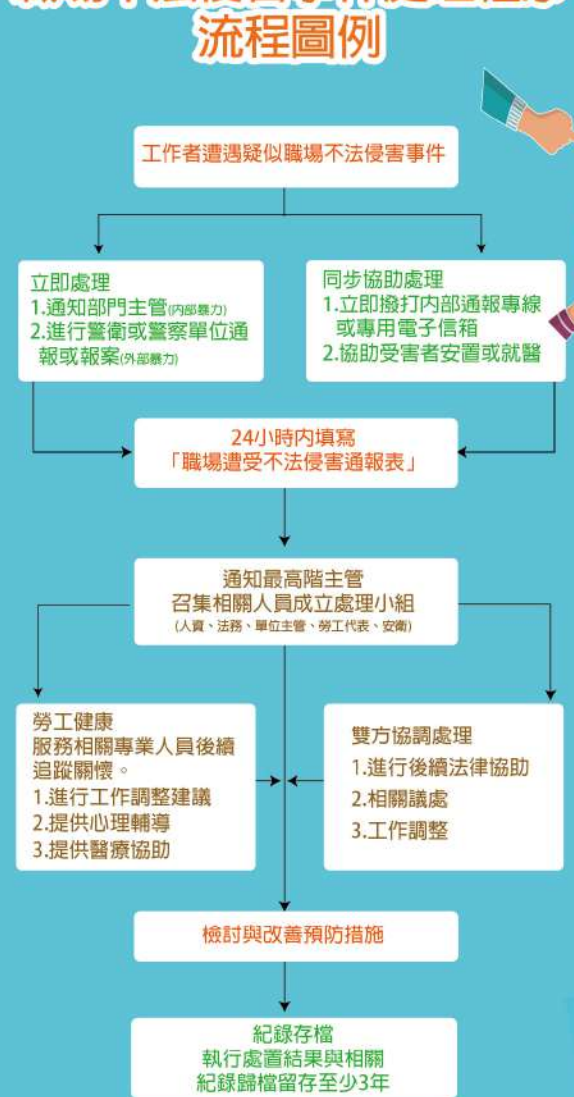 流程圖例
工作者遭遇疑似職場不法侵害事件
立即處理
1.通知部門主管(內部暴力)
2.進行警衛或警察單位通
報或報案(外部暴力)
同步協助處理
1.立即撥打內部通報專線
或專用電子信箱
2.協助受害者安置或就醫
24小時內填寫
「職場遭受不法侵害通報表」
通知最高階主管
召集相關人員成立處理小組
(人資、法務、單位主管、勞工代表、安衛)
勞工健康
服務相關專業人員後續
追蹤關懷。
1.進行工作調整建議
2.提供心理輔導
3.提供醫療協助
雙方協調處理
1.進行後續法律協助
2.相關議處
3.工作調整
檢討與改善預防措施
紀錄存檔
執行處置結果與相關
紀錄歸檔留存至少3年